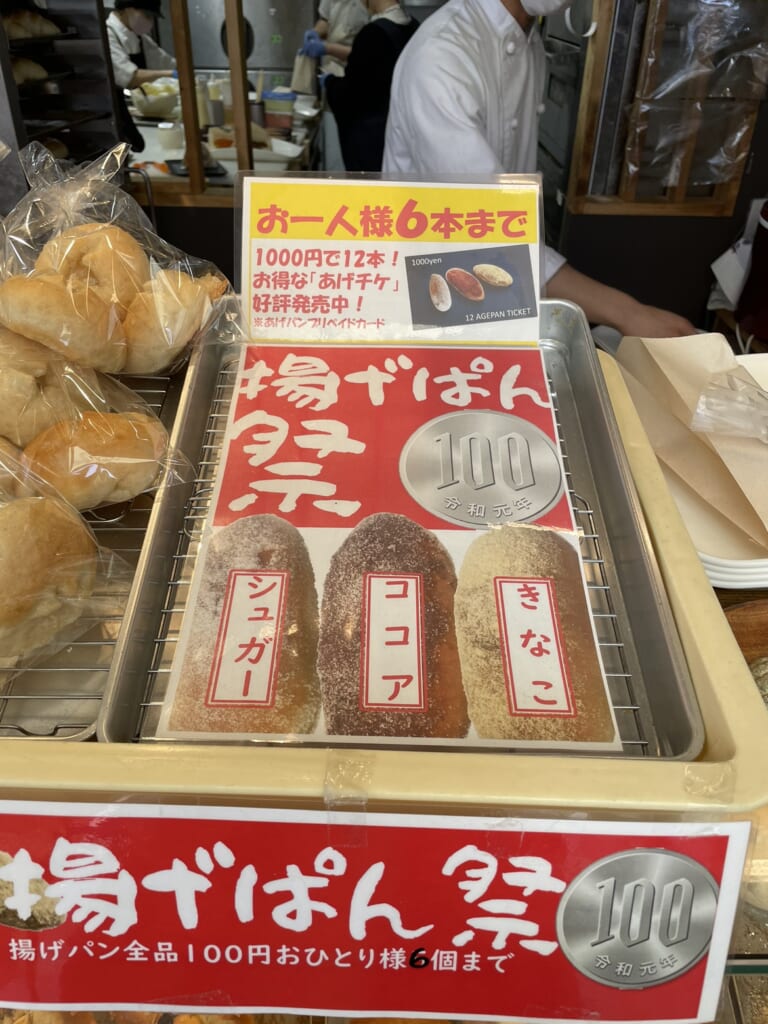 お一人様6本まで
1000円で12本！
お得な「あげチケ」
好評発売中！
※あげパンプリペイドカード
1000yen
12 AGEPAN TICKET
揚げぱん
祭
100
令和元年
シュガー
ココア
きなこ
揚げぱん祭
100
令和元年
揚げパン全品100円おひとり様6個まで